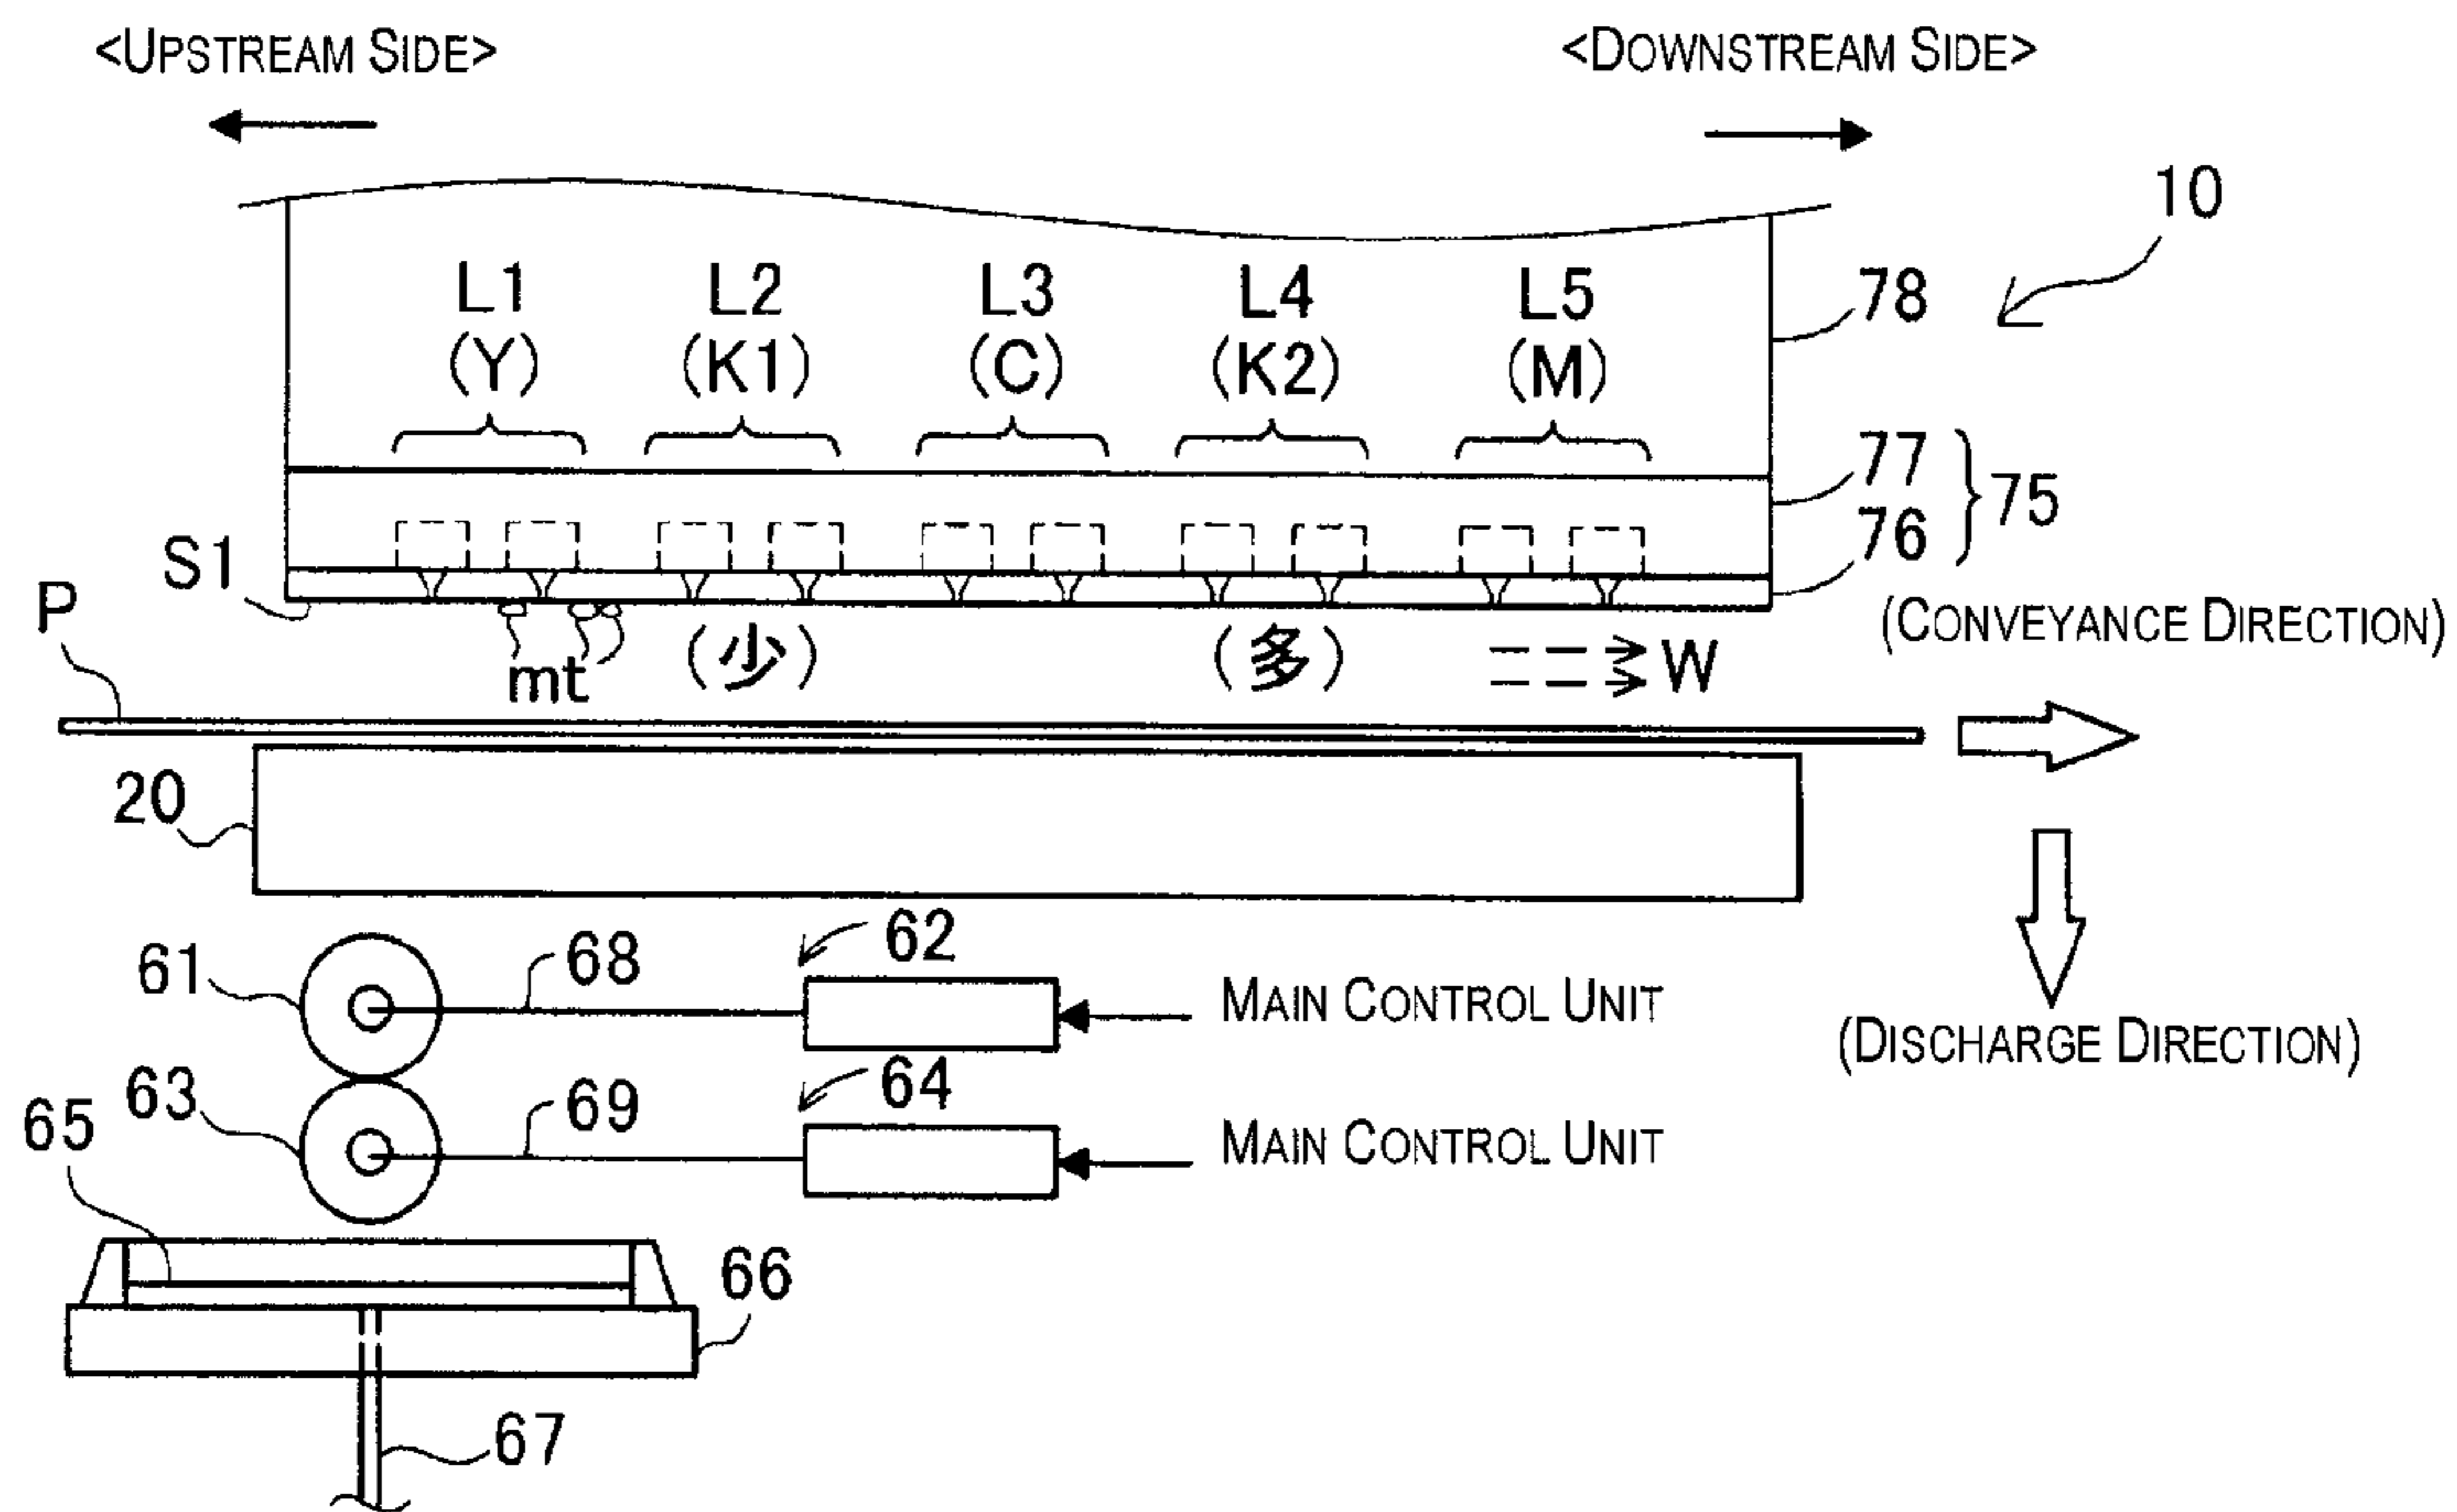 <UPSTREAM SIDE>
<DOWNSTREAM SIDE>
10
L1 L2 L3 L4 L5
(Y) (K1) (C) (K2) (M)
78
77
76
75
S1
P
mt
(少)
(多)
W
(CONVEYANCE DIRECTION)
20
61
68
62
MAIN CONTROL UNIT
(DISCHARGE DIRECTION)
63
69
64
MAIN CONTROL UNIT
65
66
67